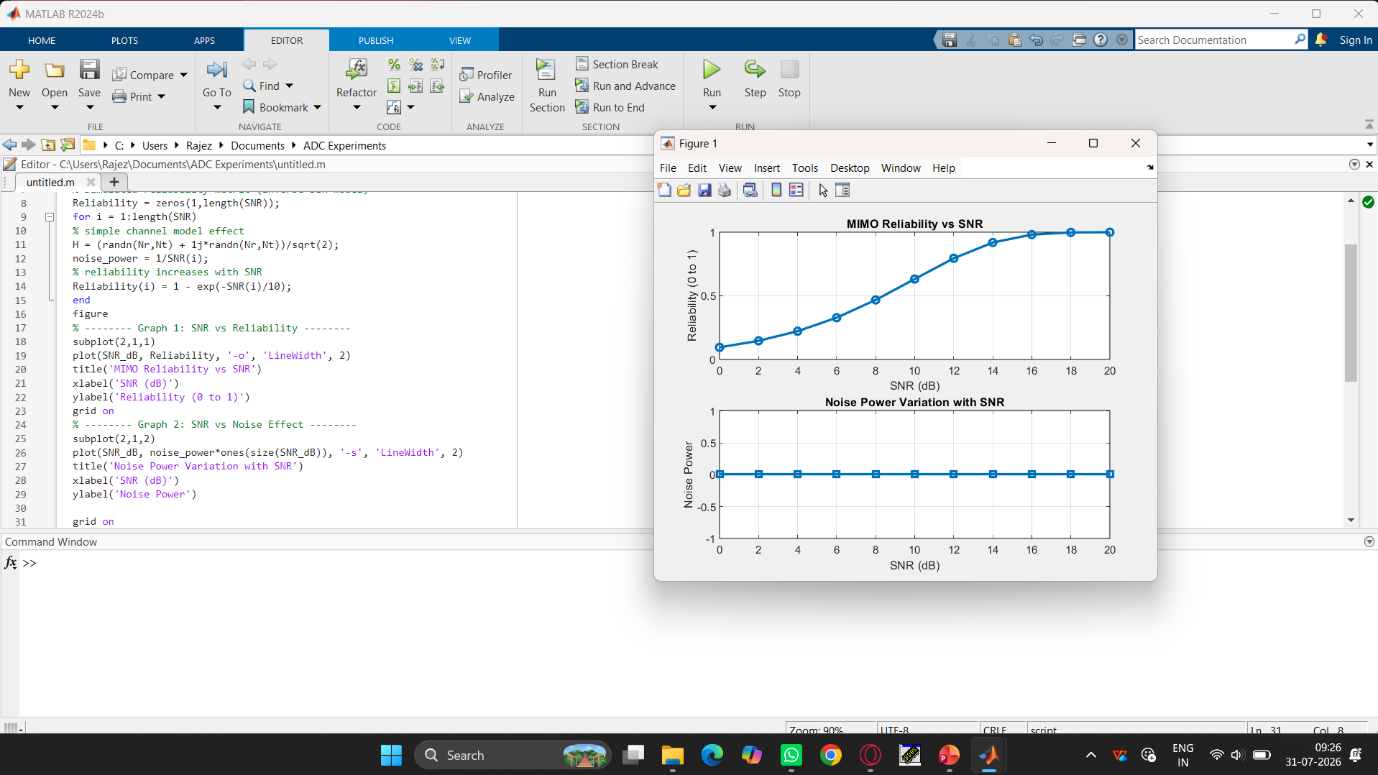 MATLAB R2024b
HOME PLOTS APPS EDITOR PUBLISH VIEW
Search Documentation Sign In
New Open Save Compare Print
Go To Find Bookmark
Refactor
Profiler Analyze
Run Section
Section Break
Run and Advance
Run to End
Run Step Stop
FILE NAVIGATE CODE ANALYZE SECTION RUN
C: Users Rajez Documents ADC Experiments
Editor - C:\Users\Rajez\Documents\ADC Experiments\untitled.m
untitled.m
8 Reliability = zeros(1,length(SNR));
9 for i = 1:length(SNR)
10 % simple channel model effect
11 H = (randn(Nr,Nt) + 1j*randn(Nr,Nt))/sqrt(2);
12 noise_power = 1/SNR(i);
13 % reliability increases with SNR
14 Reliability(i) = 1 - exp(-SNR(i)/10);
15 end
16 figure
17 % -------- Graph 1: SNR vs Reliability --------
18 subplot(2,1,1)
19 plot(SNR_dB, Reliability, '-o', 'LineWidth', 2)
20 title('MIMO Reliability vs SNR')
21 xlabel('SNR (dB)')
22 ylabel('Reliability (0 to 1)')
23 grid on
24 % -------- Graph 2: SNR vs Noise Effect --------
25 subplot(2,1,2)
26 plot(SNR_dB, noise_power*ones(size(SNR_dB)), '-s', 'LineWidth', 2)
27 title('Noise Power Variation with SNR')
28 xlabel('SNR (dB)')
29 ylabel('Noise Power')
30
31 grid on
Figure 1
File Edit View Insert Tools Desktop Window Help
MIMO Reliability vs SNR
Reliability (0 to 1)
1
0.5
0
0 2 4 6 8 10 12 14 16 18 20
SNR (dB)
Noise Power Variation with SNR
Noise Power
1
0.5
0
-0.5
-1
0 2 4 6 8 10 12 14 16 18 20
SNR (dB)
Command Window
fx >>
Zoom: 90% UTF-8 CRLF script Ln 31 Col 8
Search
ENG
IN
09:26
31-07-2026